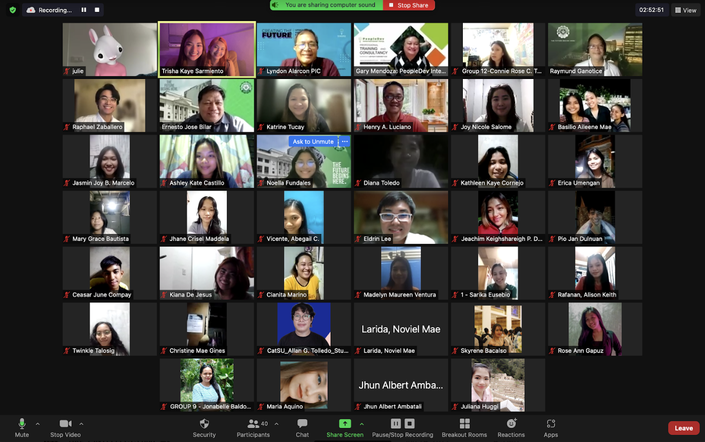 Recording...
You are sharing computer sound
Stop Share
02:52:51
View
julie
Trisha Kaye Sarmiento
FUTURE
Lyndon Alarcon PIC
PeopleDev
TRAINING
CONSULTANCY
Gary Mendoza: PeopleDev Inte...
Group 12-Connie Rose C. T...
Raymund Ganotice
Raphael Zaballero
Ernesto Jose Bilar
Katrine Tucay
Henry A. Luciano
Joy Nicole Salome
Basilio Aileene Mae
Ask to Unmute
...
Jasmin Joy B. Marcelo
Ashley Kate Castillo
THE
FUTURE
BEGINS
HERE.
Noella Fundales
Diana Toledo
Kathleen Kaye Cornejo
Erica Umengan
Mary Grace Bautista
Jhane Crisel Maddela
Vicente, Abegail C.
Eldrin Lee
Jeachim Keighshareigh P. D...
Pio Jan Dulnuan
Ceasar June Compay
Kiana De Jesus
Cianita Marino
Madelyn Maureen Ventura
1 - Sarika Eusebio
Rafanan, Alison Keith
Twinkle Talosig
Christine Mae Gines
CatSU_Allan G. Tolledo_Stu...
Larida, Noviel Mae
Larida, Noviel Mae
Skyrene Bacalso
Rose Ann Gapuz
GROUP 9 - Jonabelle Baldo...
Maria Aquino
Jhun Albert Amba...
Jhun Albert Ambatali
Juliana Huggi
Mute
Stop Video
Security
40
Participants
Chat
Share Screen
Pause/Stop Recording
Breakout Rooms
Reactions
Apps
Leave